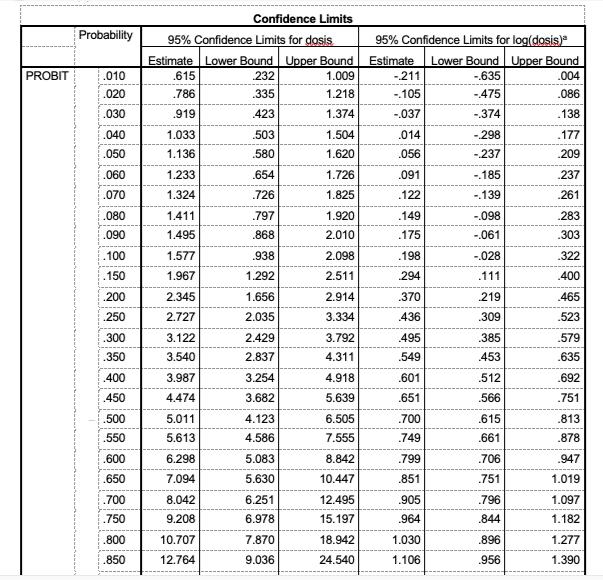 Confidence Limits
Probability 95% Confidence Limits for dosis 95% Confidence Limits for log(dosis)ª
Estimate Lower Bound Upper Bound Estimate Lower Bound Upper Bound
PROBIT .010 .615 .232 1.009 -.211 -.635 .004
.020 .786 .335 1.218 -.105 -.475 .086
.030 .919 .423 1.374 -.037 -.374 .138
.040 1.033 .503 1.504 .014 -.298 .177
.050 1.136 .580 1.620 .056 -.237 .209
.060 1.233 .654 1.726 .091 -.185 .237
.070 1.324 .726 1.825 .122 -.139 .261
.080 1.411 .797 1.920 .149 -.098 .283
.090 1.495 .868 2.010 .175 -.061 .303
.100 1.577 .938 2.098 .198 -.028 .322
.150 1.967 1.292 2.511 .294 .111 .400
.200 2.345 1.656 2.914 .370 .219 .465
.250 2.727 2.035 3.334 .436 .309 .523
.300 3.122 2.429 3.792 .495 .385 .579
.350 3.540 2.837 4.311 .549 .453 .635
.400 3.987 3.254 4.918 .601 .512 .692
.450 4.474 3.682 5.639 .651 .566 .751
.500 5.011 4.123 6.505 .700 .615 .813
.550 5.613 4.586 7.555 .749 .661 .878
.600 6.298 5.083 8.842 .799 .706 .947
.650 7.094 5.630 10.447 .851 .751 1.019
.700 8.042 6.251 12.495 .905 .796 1.097
.750 9.208 6.978 15.197 .964 .844 1.182
.800 10.707 7.870 18.942 1.030 .896 1.277
.850 12.764 9.036 24.540 1.106 .956 1.390